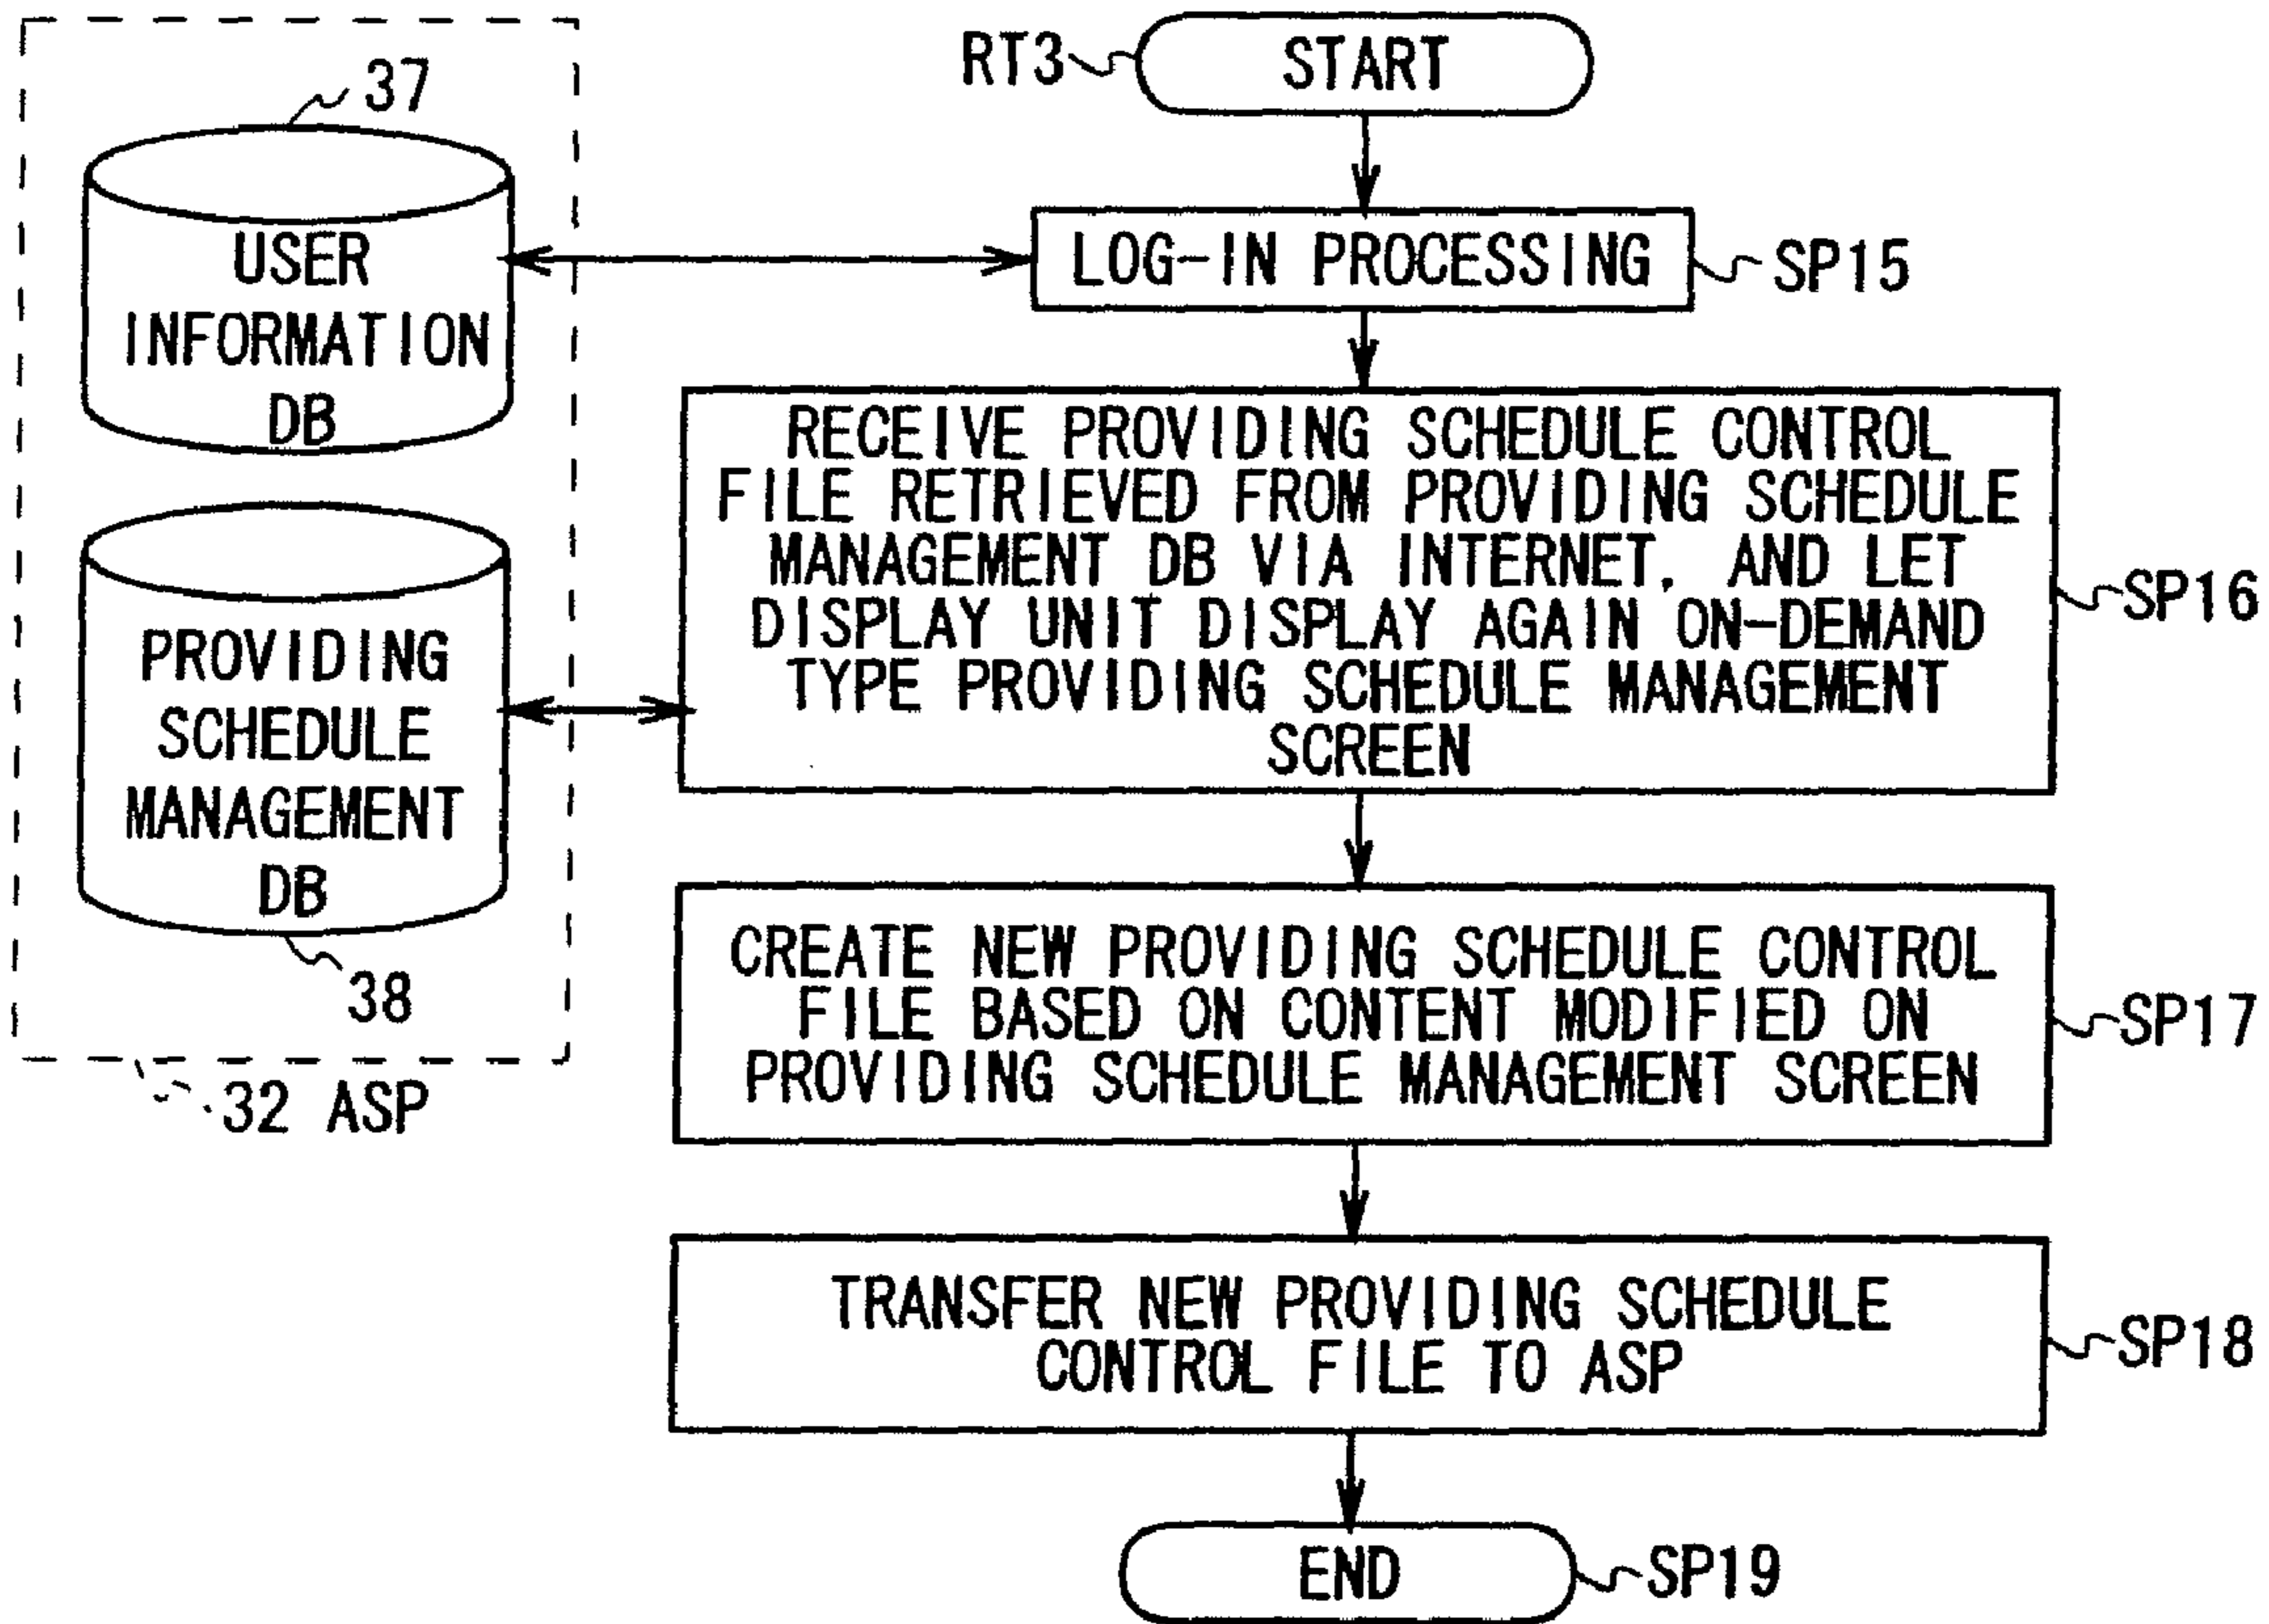 RT3
START
37
USER
INFORMATION
DB
LOG-IN PROCESSING
SP15
RECEIVE PROVIDING SCHEDULE CONTROL
FILE RETRIEVED FROM PROVIDING SCHEDULE
MANAGEMENT DB VIA INTERNET, AND LET
DISPLAY UNIT DISPLAY AGAIN ON-DEMAND
TYPE PROVIDING SCHEDULE MANAGEMENT
SCREEN
SP16
PROVIDING
SCHEDULE
MANAGEMENT
DB
38
32 ASP
CREATE NEW PROVIDING SCHEDULE CONTROL
FILE BASED ON CONTENT MODIFIED ON
PROVIDING SCHEDULE MANAGEMENT SCREEN
SP17
TRANSFER NEW PROVIDING SCHEDULE
CONTROL FILE TO ASP
SP18
END
SP19